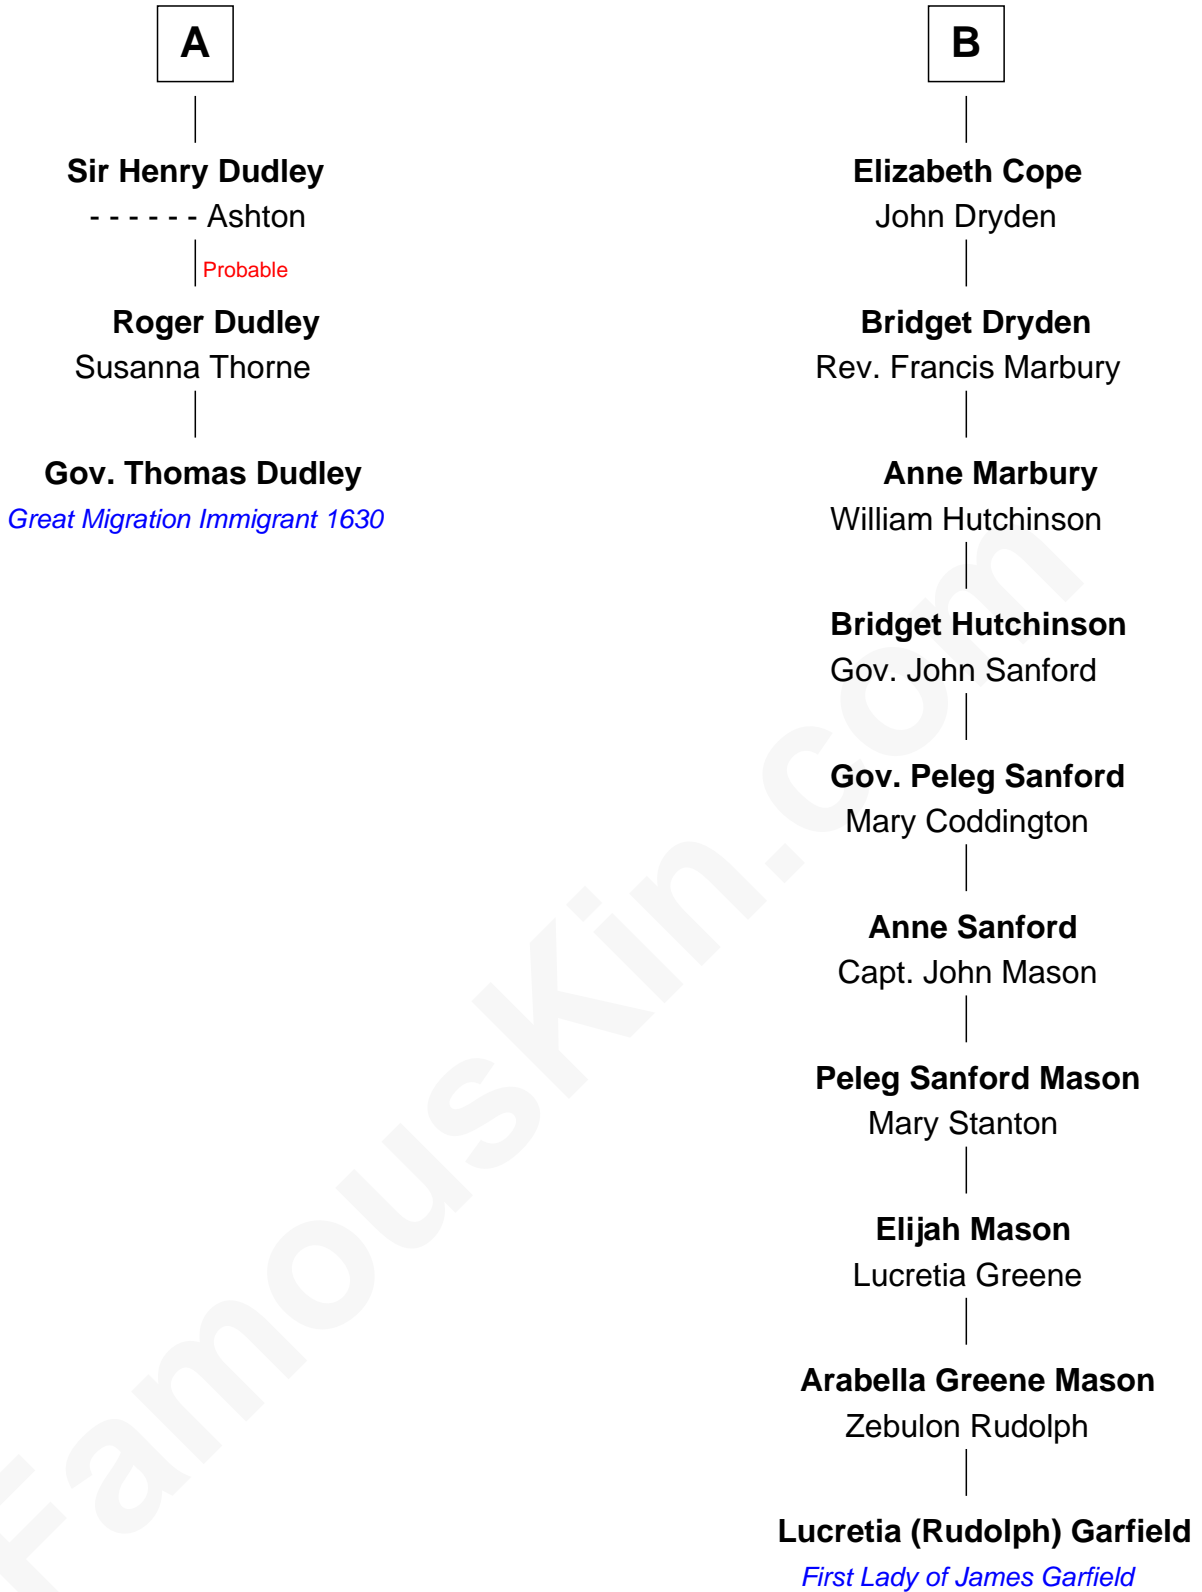 A
Sir Henry Dudley
- - - - - - Ashton
Probable
Roger Dudley
Susanna Thorne
Gov. Thomas Dudley
Great Migration Immigrant 1630
B
Elizabeth Cope
John Dryden
Bridget Dryden
Rev. Francis Marbury
Anne Marbury
William Hutchinson
Bridget Hutchinson
Gov. John Sanford
Gov. Peleg Sanford
Mary Coddington
Anne Sanford
Capt. John Mason
Peleg Sanford Mason
Mary Stanton
Elijah Mason
Lucretia Greene
Arabella Greene Mason
Zebulon Rudolph
Lucretia (Rudolph) Garfield
First Lady of James Garfield
FamousKin.com